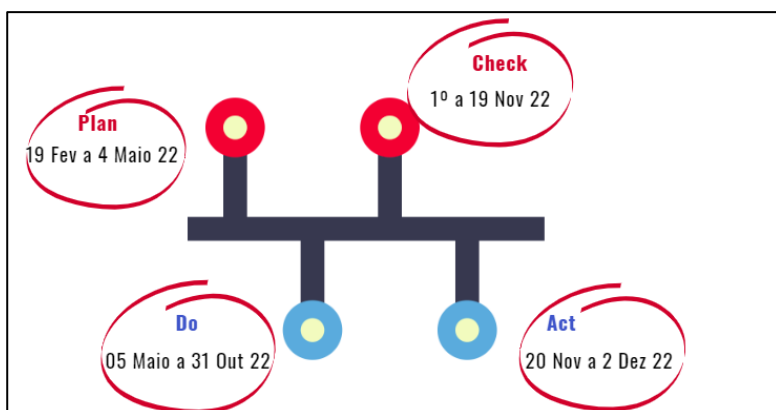 Plan
19 Fev a 4 Maio 22
Check
1º a 19 Nov 22
Do
05 Maio a 31 Out 22
Act
20 Nov a 2 Dez 22